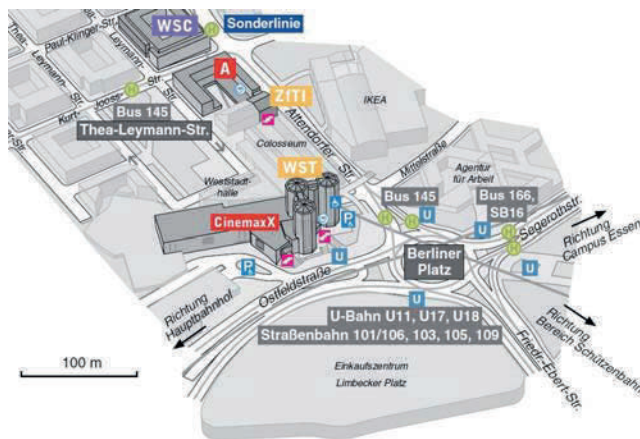 WSC
Sonderlinie
H
Paul-Klinger-Str.
Thea-
Leymann-
Str.
Thea-
Leymann-Str.
A
Kurt-
Jooss-
Str.
H
ZfTI
IKEA
Bus 145
Thea-Leymann-Str.
Altendorfer Str
Colosseum
Mittelstraße
WST
Agentur
für Arbeit
Weststadt-
halle
Bus 145
Bus 166,
SB16
Segerothstr.
CinemaxX
P
H
H
U
U
H
H
Richtung
Campus Essen
Berliner
Platz
P
U
U
Ostfeldstraße
Richtung
Hauptbahnhof
U
U-Bahn U11, U17, U18
Straßenbahn 101/106, 103, 105, 109
Richtung
Bereich Schützenbahn
Friedr.-Ebert-Str.
100 m
Einkaufszentrum
Limbecker Platz